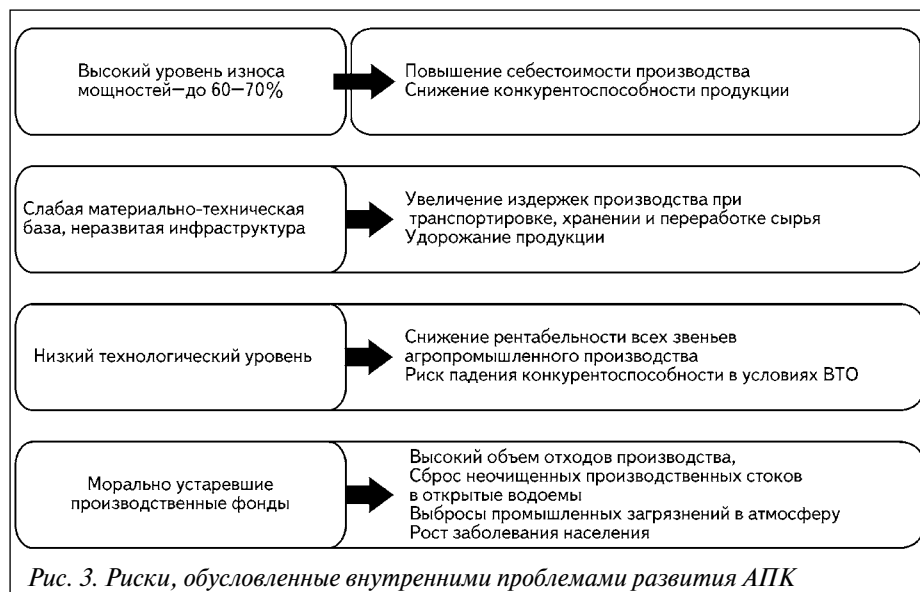 Высокий уровень износа
мощностей—до 60—70%
Повышение себестоимости производства
Снижение конкурентоспособности продукции
Слабая материально-техническая
база, неразвитая инфраструктура
Увеличение издержек производства при
транспортировке, хранении и переработке сырья
Удорожание продукции
Низкий технологический уровень
Снижение рентабельности всех звеньев
агропромышленного производства
Риск падения конкурентоспособности в условиях ВТО
Морально устаревшие
производственные фонды
Высокий объем отходов производства,
Сброс неочищенных производственных стоков
в открытые водоемы
Выбросы промышленных загрязнений в атмосферу
Рост заболевания населения
Рис. 3. Риски, обусловленные внутренними проблемами развития АПК